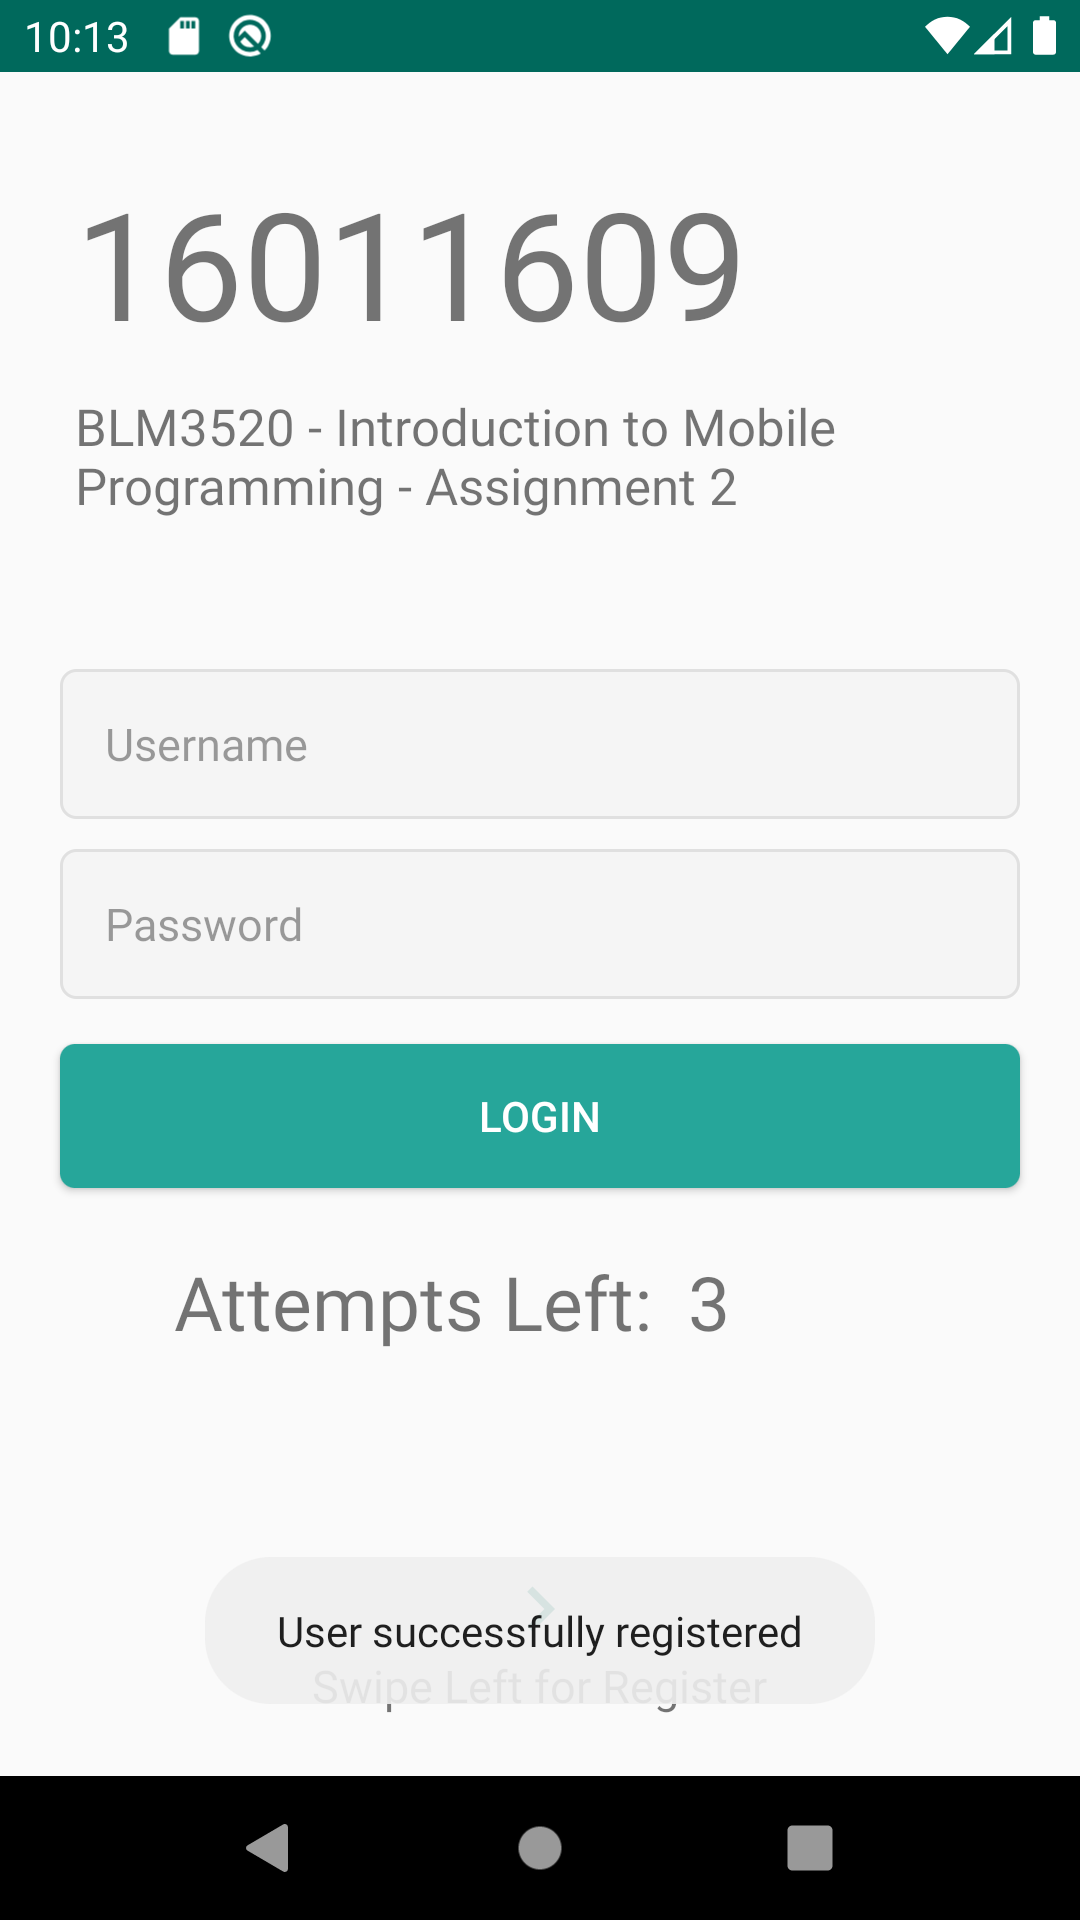 10:13
16011609
BLM3520 - Introduction to Mobile
Programming - Assignment 2
Username
Password
LOGIN
Attempts Left: 3
User successfully registered
Swipe Left for Register